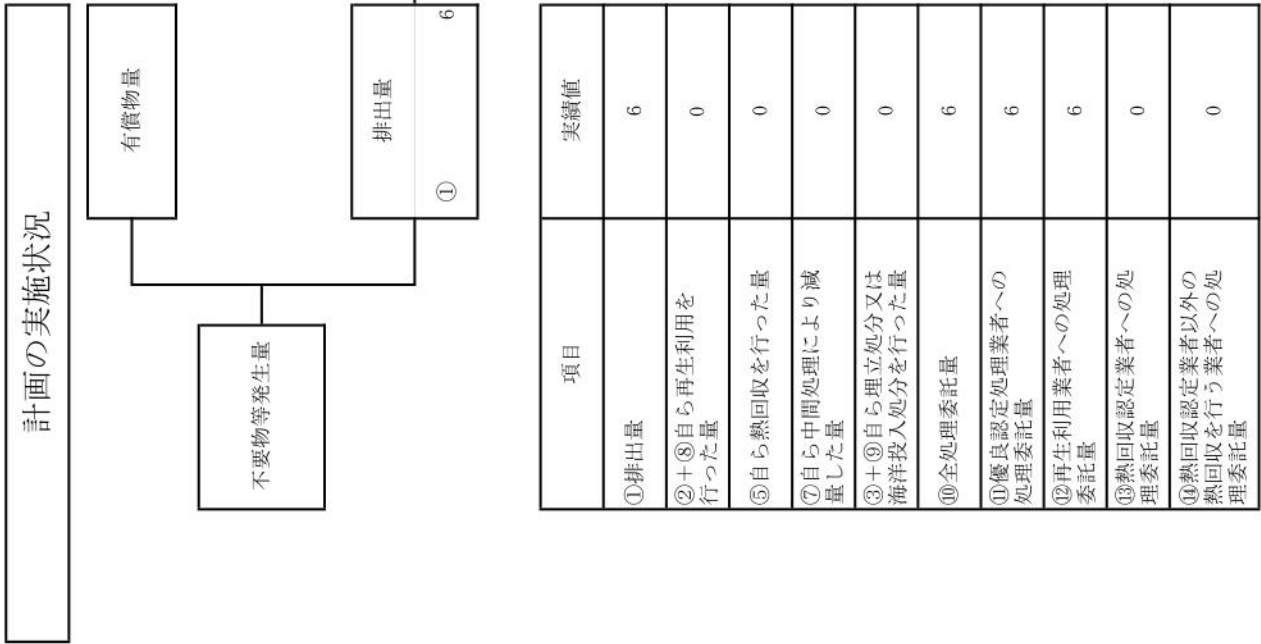 計画の実施状況
有償物量
不要物等発生量
排出量
① 6
項目 実績値
①排出量 6
②+⑧自ら再生利用を
行った量 0
⑤自ら熱回収を行った量 0
⑦自ら中間処理により減
量した量 0
③+⑨自ら埋立処分又は
海洋投入処分を行った量 0
⑩全処理委託量 6
⑪優良認定処理業者への
処理委託量 6
⑫再生利用業者への処理
委託量 6
⑬熱回収認定業者への処
理委託量 0
⑭熱回収認定業者以外の
熱回収を行う業者への処
理委託量 0